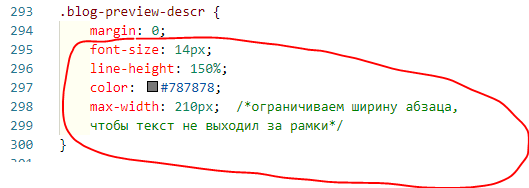 293 .blog-preview-descr {
294 margin: 0;
295 font-size: 14px;
296 line-height: 150%;
297 color: #787878;
298 max-width: 210px; /*ограничиваем ширину абзаца,
299 чтобы текст не выходил за рамки*/
300 }